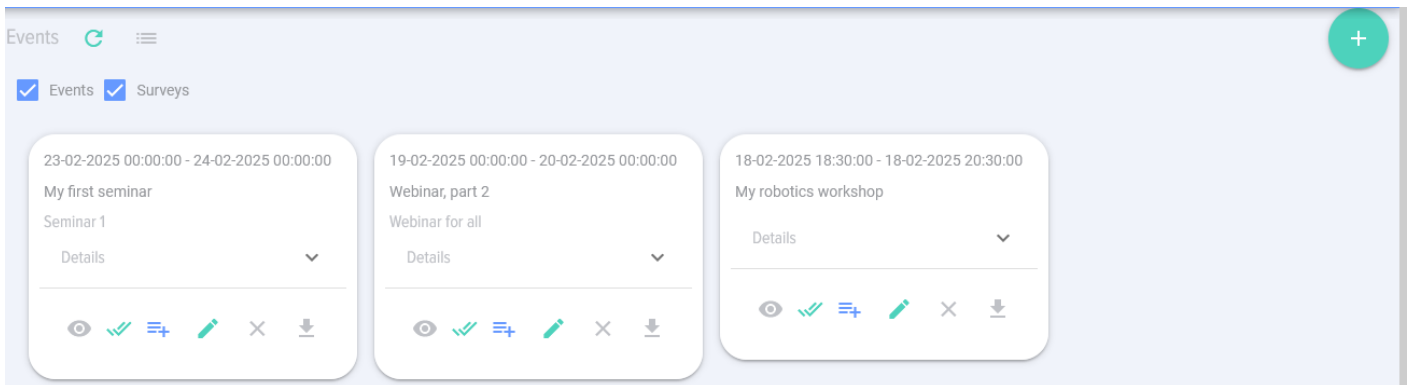 Events
Events Surveys
23-02-2025 00:00:00 - 24-02-2025 00:00:00
My first seminar
Seminar 1
Details
19-02-2025 00:00:00 - 20-02-2025 00:00:00
Webinar, part 2
Webinar for all
Details
18-02-2025 18:30:00 - 18-02-2025 20:30:00
My robotics workshop
Details